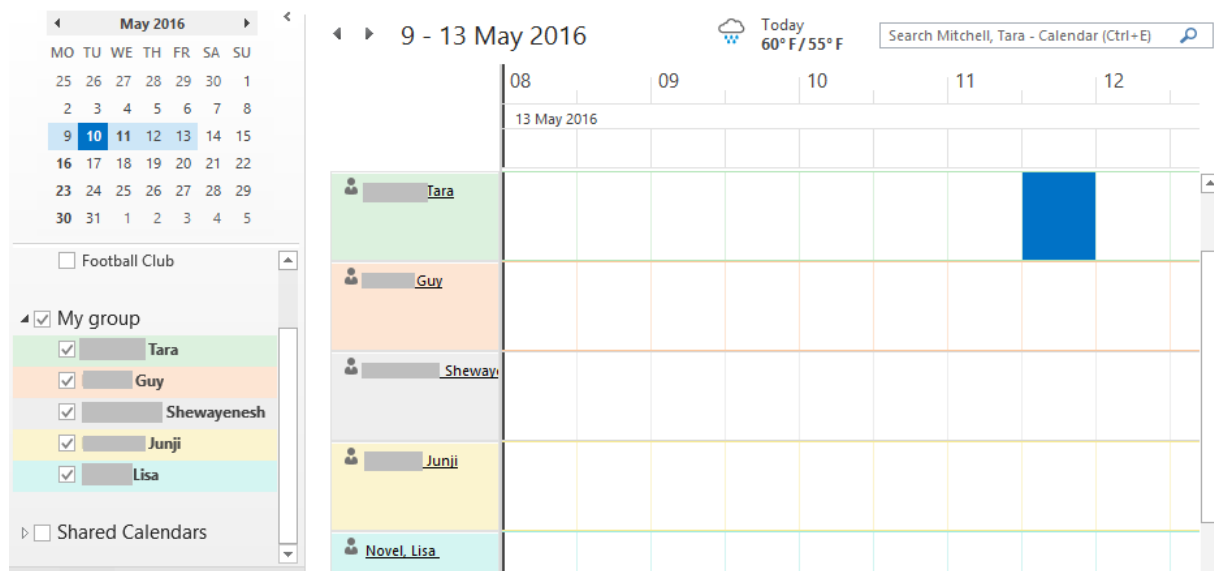 May 2016
MO TU WE TH FR SA SU
25 26 27 28 29 30 1
2 3 4 5 6 7 8
9 10 11 12 13 14 15
16 17 18 19 20 21 22
23 24 25 26 27 28 29
30 31 1 2 3 4 5
Football Club
My group
Tara
Guy
Shewayenesh
Junji
Lisa
Shared Calendars
9 - 13 May 2016
Today
60°F/55°F
Search Mitchell, Tara - Calendar (Ctrl+E)
08 09 10 11 12
13 May 2016
Tara
Guy
Shewaye
Junji
Novel, Lisa